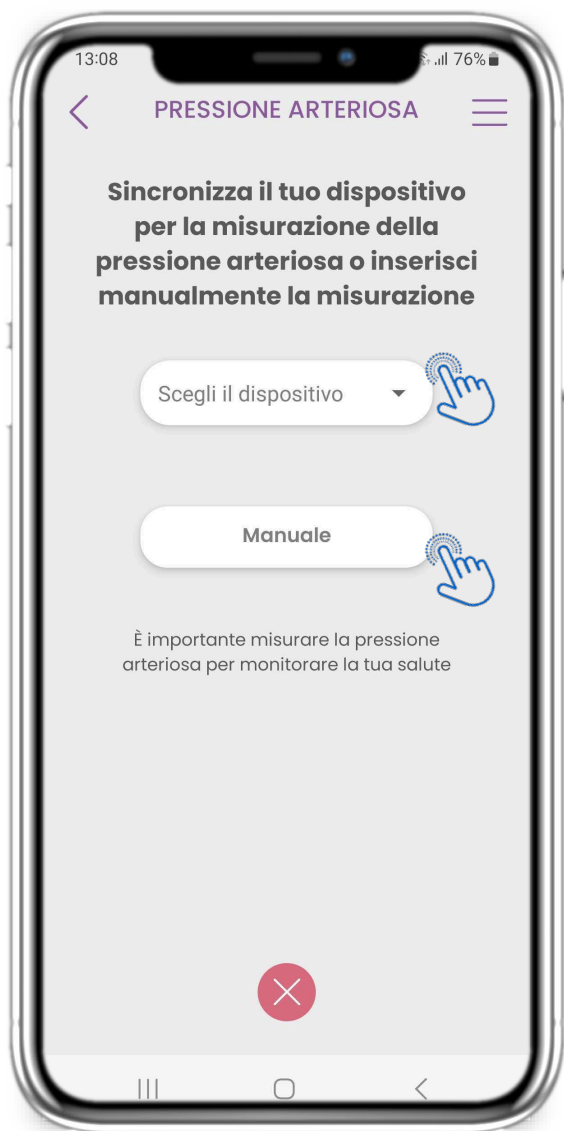 13:08
76%
PRESSIONE ARTERIOSA
Sincronizza il tuo dispositivo
per la misurazione della
pressione arteriosa o inserisci
manualmente la misurazione
Scegli il dispositivo
Manuale
È importante misurare la pressione
arteriosa per monitorare la tua salute